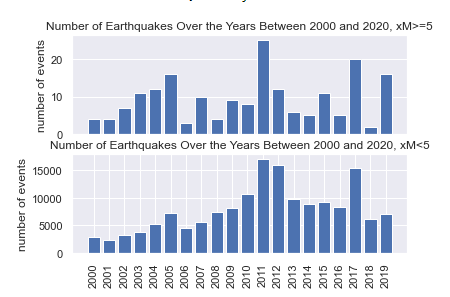 Number of Earthquakes Over the Years Between 2000 and 2020, xM>=5
number of events
20
10
0
Number of Earthquakes Over the Years Between 2000 and 2020, xM<5
number of events
15000
10000
5000
0
2000 2001 2002 2003 2004 2005 2006 2007 2008 2009 2010 2011 2012 2013 2014 2015 2016 2017 2018 2019